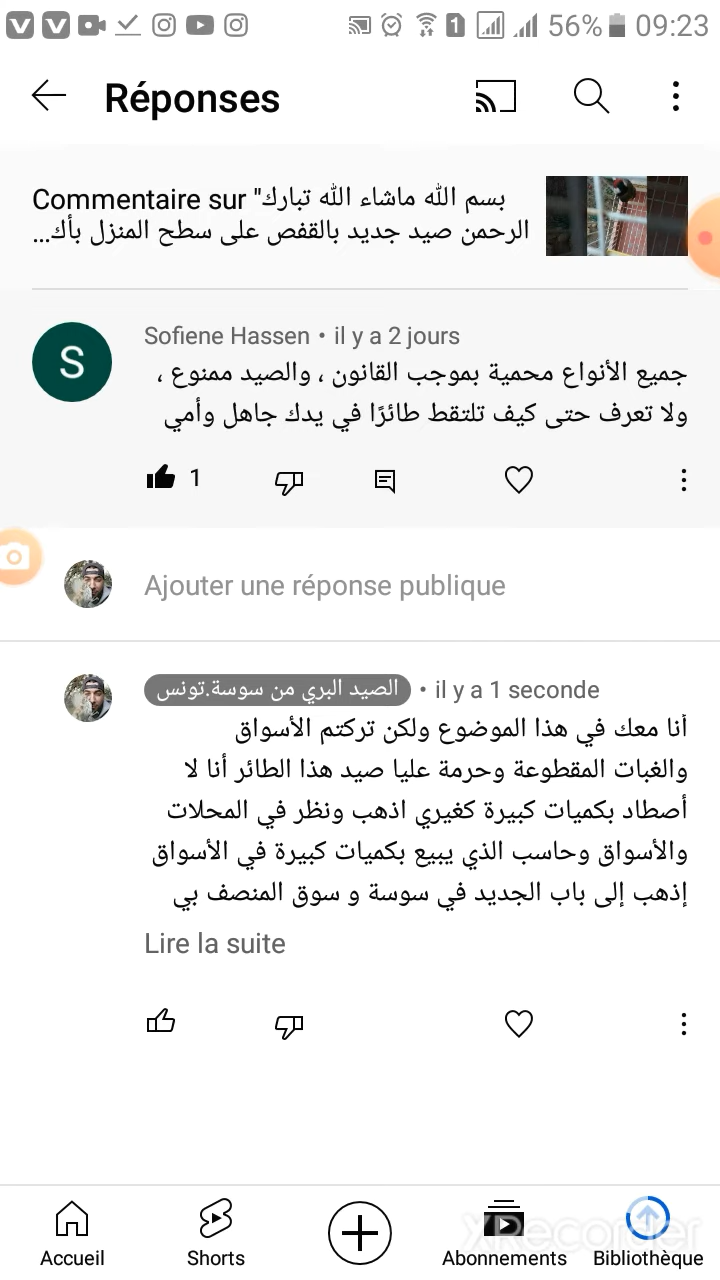 56% 09:23
Réponses
Commentaire sur "بسم الله ماشاء الله تبارك
الرحمن صيد جديد بالقفص على سطح المنزل بأك...
S
Sofiene Hassen • il y a 2 jours
جميع الأنواع محمية بموجب القانون ، والصيد ممنوع ،
ولا تعرف حتى كيف تلتقط طائرًا في يدك جاهل وأمي
1
Ajouter une réponse publique
الصيد البري من سوسة.تونس • il y a 1 seconde
أنا معك في هذا الموضوع ولكن تركتم الأسواق
والغبات المقطوعة وحرمة عليا صيد هذا الطائر أنا لا
أصطاد بكميات كبيرة كغيري اذهب ونظر في المحلات
والأسواق وحاسب الذي يبيع بكميات كبيرة في الأسواق
إذهب إلى باب الجديد في سوسة و سوق المنصف بي
Lire la suite
XRecorder
Accueil
Shorts
Abonnements
Bibliothèque